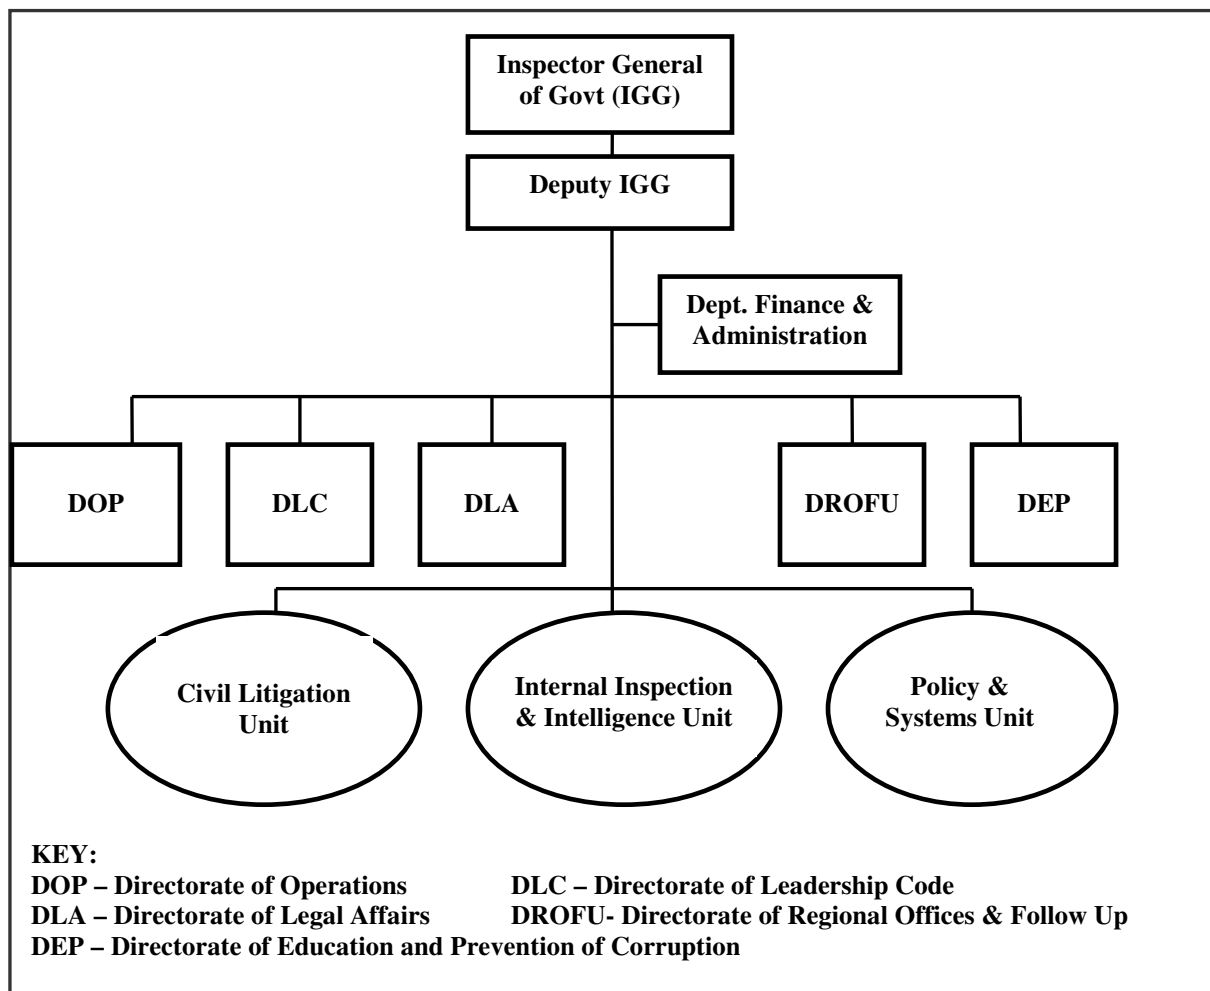 Inspector General
of Govt (IGG)
Deputy IGG
Dept. Finance &
Administration
DOP
DLC
DLA
DROFU
DEP
Civil Litigation
Unit
Internal Inspection
& Intelligence Unit
Policy &
Systems Unit
KEY:
DOP – Directorate of Operations DLC – Directorate of Leadership Code
DLA – Directorate of Legal Affairs DROFU- Directorate of Regional Offices & Follow Up
DEP – Directorate of Education and Prevention of Corruption